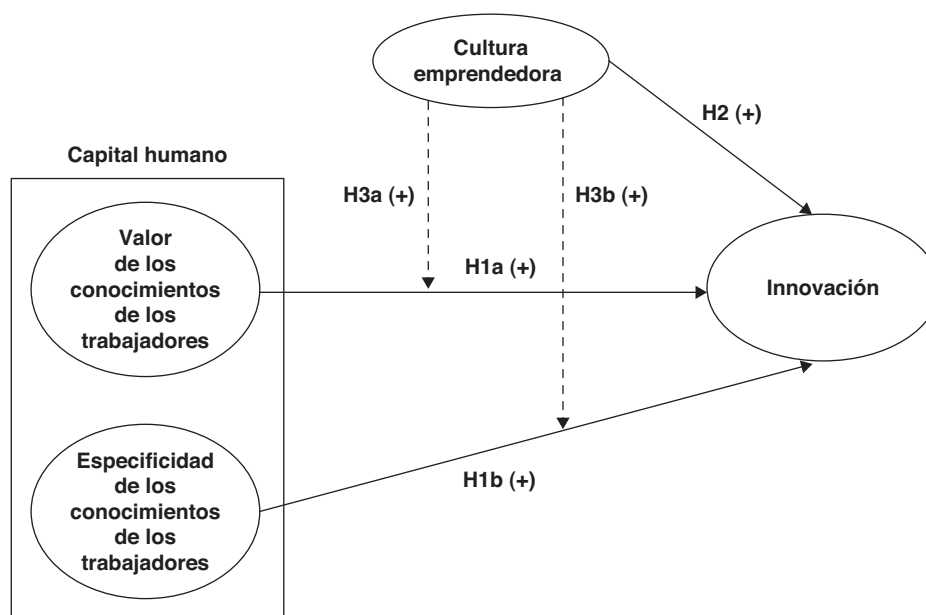 Cultura
emprendedora
H2 (+)
Capital humano
H3a (+)
H3b (+)
Valor
de los
conocimientos
de los
trabajadores
H1a (+)
Innovación
Especificidad
de los
conocimientos
de los
trabajadores
H1b (+)